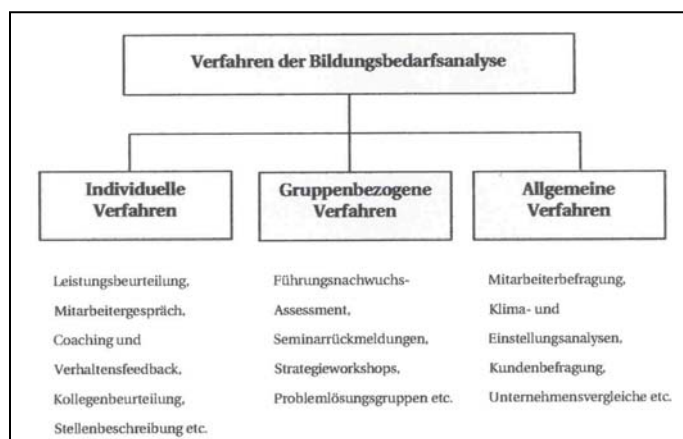 Verfahren der Bildungsbedarfsanalyse
Individuelle
Verfahren
Gruppenbezogene
Verfahren
Allgemeine
Verfahren
Leistungsbeurteilung,
Mitarbeitergespräch,
Coaching und
Verhaltensfeedback,
Kollegenbeurteilung,
Stellenbeschreibung etc.
Führungsnachwuchs-
Assessment,
Seminarrückmeldungen,
Strategieworkshops,
Problemlösungsgruppen etc.
Mitarbeiterbefragung,
Klima- und
Einstellungsanalysen,
Kundenbefragung,
Unternehmensvergleiche etc.